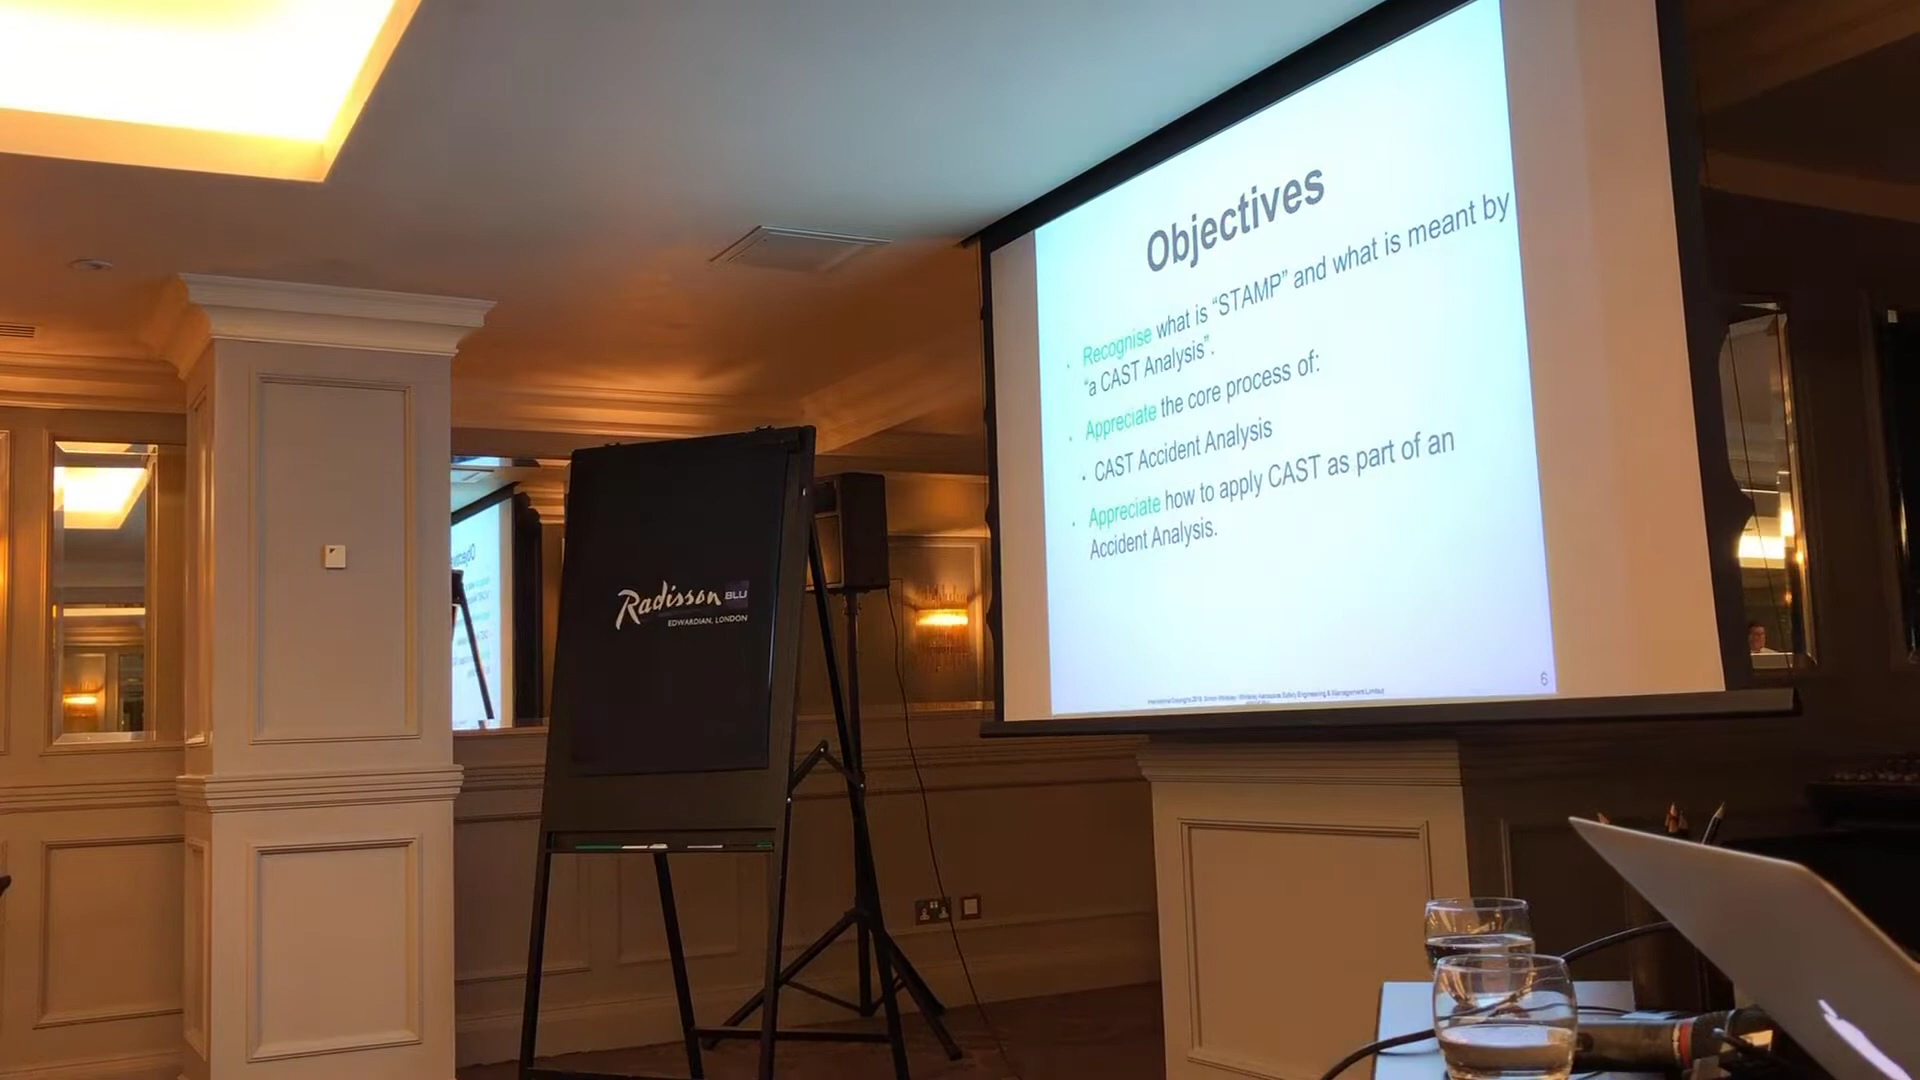 Objectives
Recognise what is “STAMP” and what is meant by
“a CAST Analysis”.
Appreciate the core process of:
CAST Accident Analysis
Appreciate how to apply CAST as part of an
Accident Analysis.
6
Radisson BLU
EDWARDIAN, LONDON